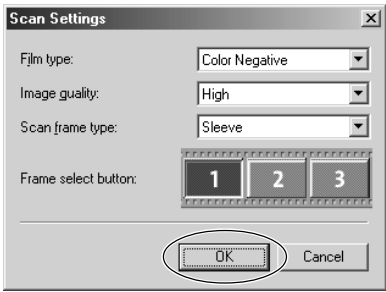 Scan Settings
Film type: Color Negative
Image quality: High
Scan frame type: Sleeve
Frame select button: 1 2 3
OK Cancel